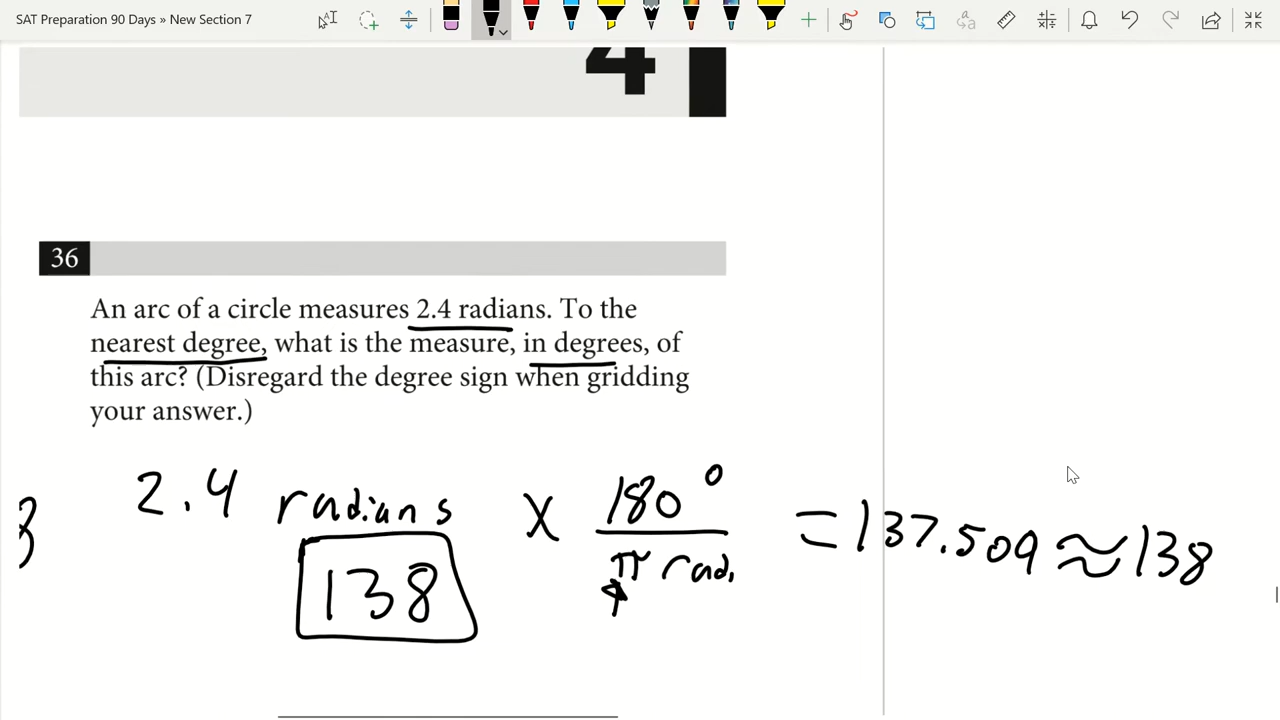 SAT Preparation 90 Days » New Section 7
4
36
An arc of a circle measures 2.4 radians. To the
nearest degree, what is the measure, in degrees, of
this arc? (Disregard the degree sign when gridding
your answer.)
2.4 radians x 180° / π rad. = 137.509 ≈ 138
138